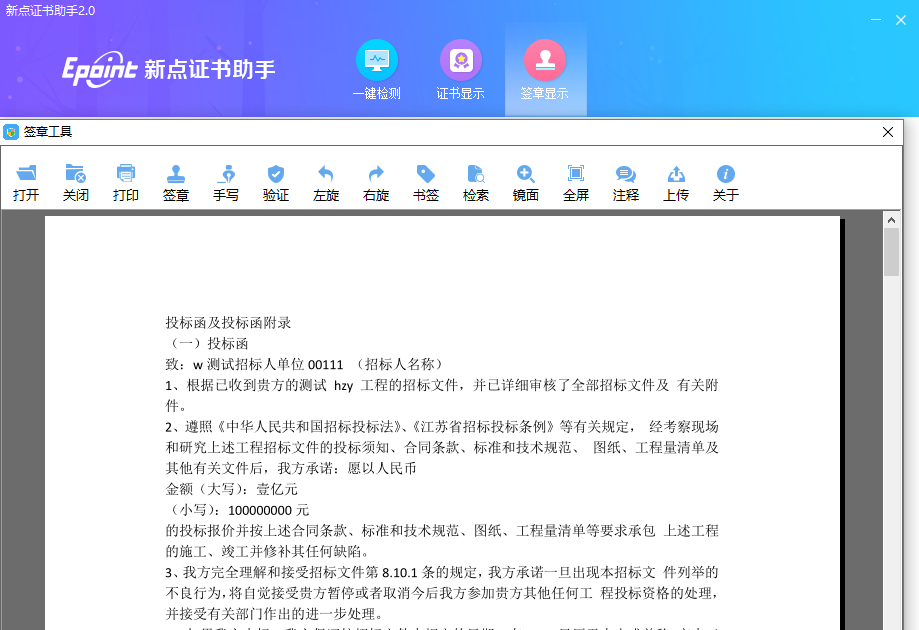 新点证书助手2.0
Epoint 新点证书助手
一键检测 证书显示 签章显示
签章工具
打开 关闭 打印 签章 手写 验证 左旋 右旋 书签 检索 镜面 全屏 注释 上传 关于
投标函及投标函附录
（一）投标函
致：w 测试招标人单位 00111 （招标人名称）
1、根据已收到贵方的测试 hzy 工程的招标文件，并已详细审核了全部招标文件及 有关附
件。
2、遵照《中华人民共和国招标投标法》、《江苏省招标投标条例》等有关规定， 经考察现场
和研究上述工程招标文件的投标须知、合同条款、标准和技术规范、 图纸、工程量清单及
其他有关文件后，我方承诺：愿以人民币
金额（大写）：壹亿元
（小写）：100000000 元
的投标报价并按上述合同条款、标准和技术规范、图纸、工程量清单等要求承包 上述工程
的施工、竣工并修补其任何缺陷。
3、我方完全理解和接受招标文件第 8.10.1 条的规定，我方承诺一旦出现本招标文 件列举的
不良行为，将自觉接受贵方暂停或者取消今后我方参加贵方其他任何工 程投标资格的处理，
并接受有关部门作出的进一步处理。